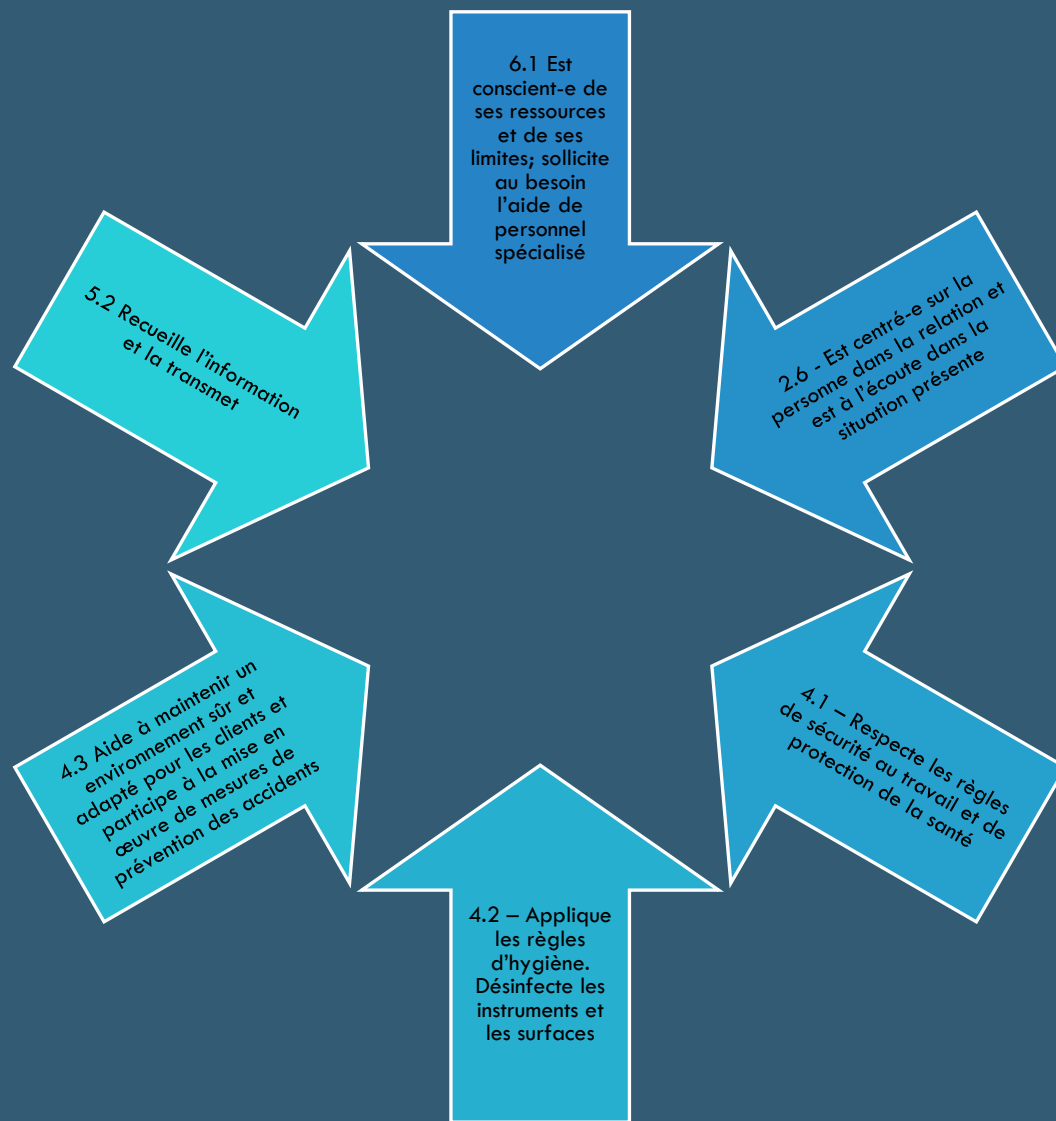 6.1 Est
conscient-e de
ses ressources
et de ses
limites; sollicite
au besoin
l'aide de
personnel
spécialisé
2.6 - Est centré-e sur la
personne dans la relation et
est à l'écoute dans la
situation présente
4.1 – Respecte les règles
de sécurité au travail et de
protection de la santé
4.2 – Applique
les règles
d'hygiène.
Désinfecte les
instruments et
les surfaces
4.3 Aide à maintenir un
environnement sûr et
adapté pour les clients et
participe à la mise en
œuvre de mesures de
prévention des accidents
5.2 Recueille l'information
et la transmet